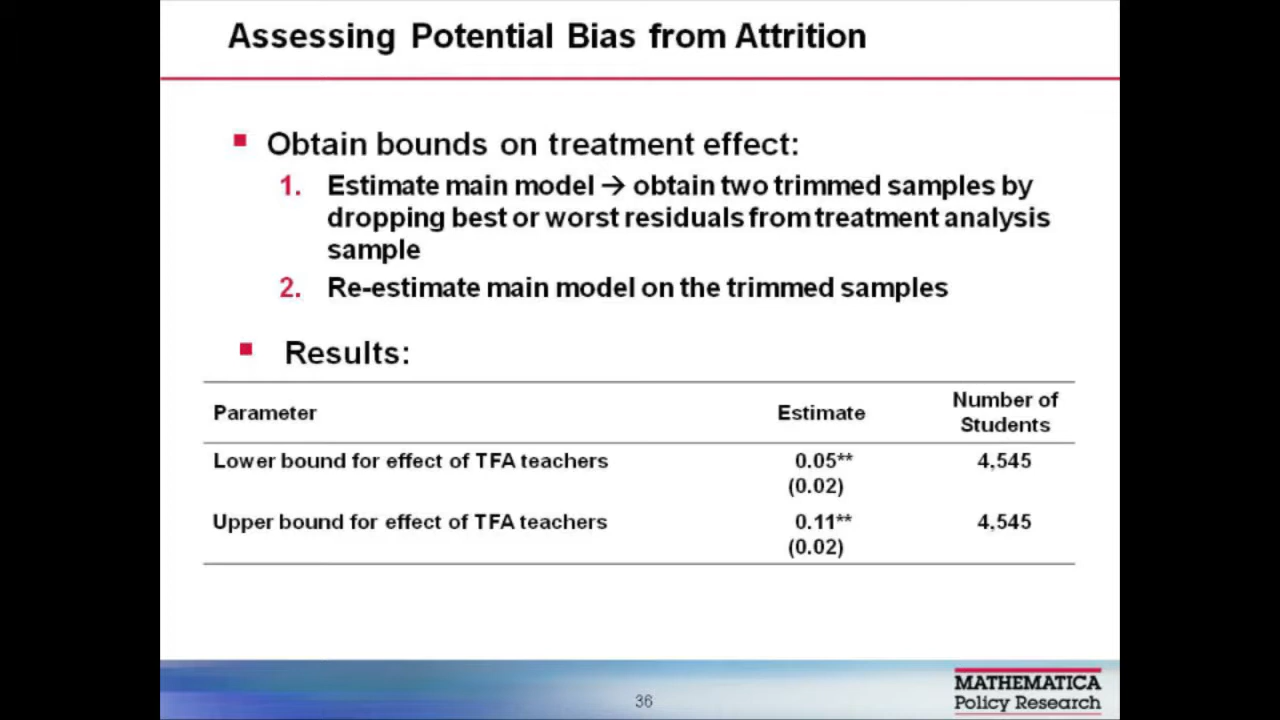 Assessing Potential Bias from Attrition
Obtain bounds on treatment effect:
1. Estimate main model → obtain two trimmed samples by
dropping best or worst residuals from treatment analysis
sample
2. Re-estimate main model on the trimmed samples
Results:
Parameter Estimate Number of
Students
Lower bound for effect of TFA teachers 0.05** 4,545
(0.02)
Upper bound for effect of TFA teachers 0.11** 4,545
(0.02)
36
MATHEMATICA
Policy Research